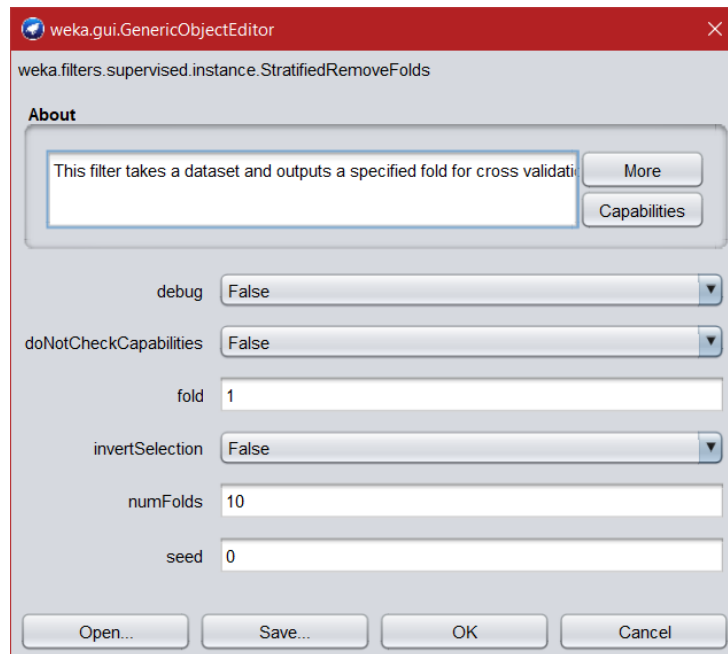 weka.gui.GenericObjectEditor
weka.filters.supervised.instance.StratifiedRemoveFolds
About
This filter takes a dataset and outputs a specified fold for cross validati
More
Capabilities
debug False
doNotCheckCapabilities False
fold 1
invertSelection False
numFolds 10
seed 0
Open... Save... OK Cancel